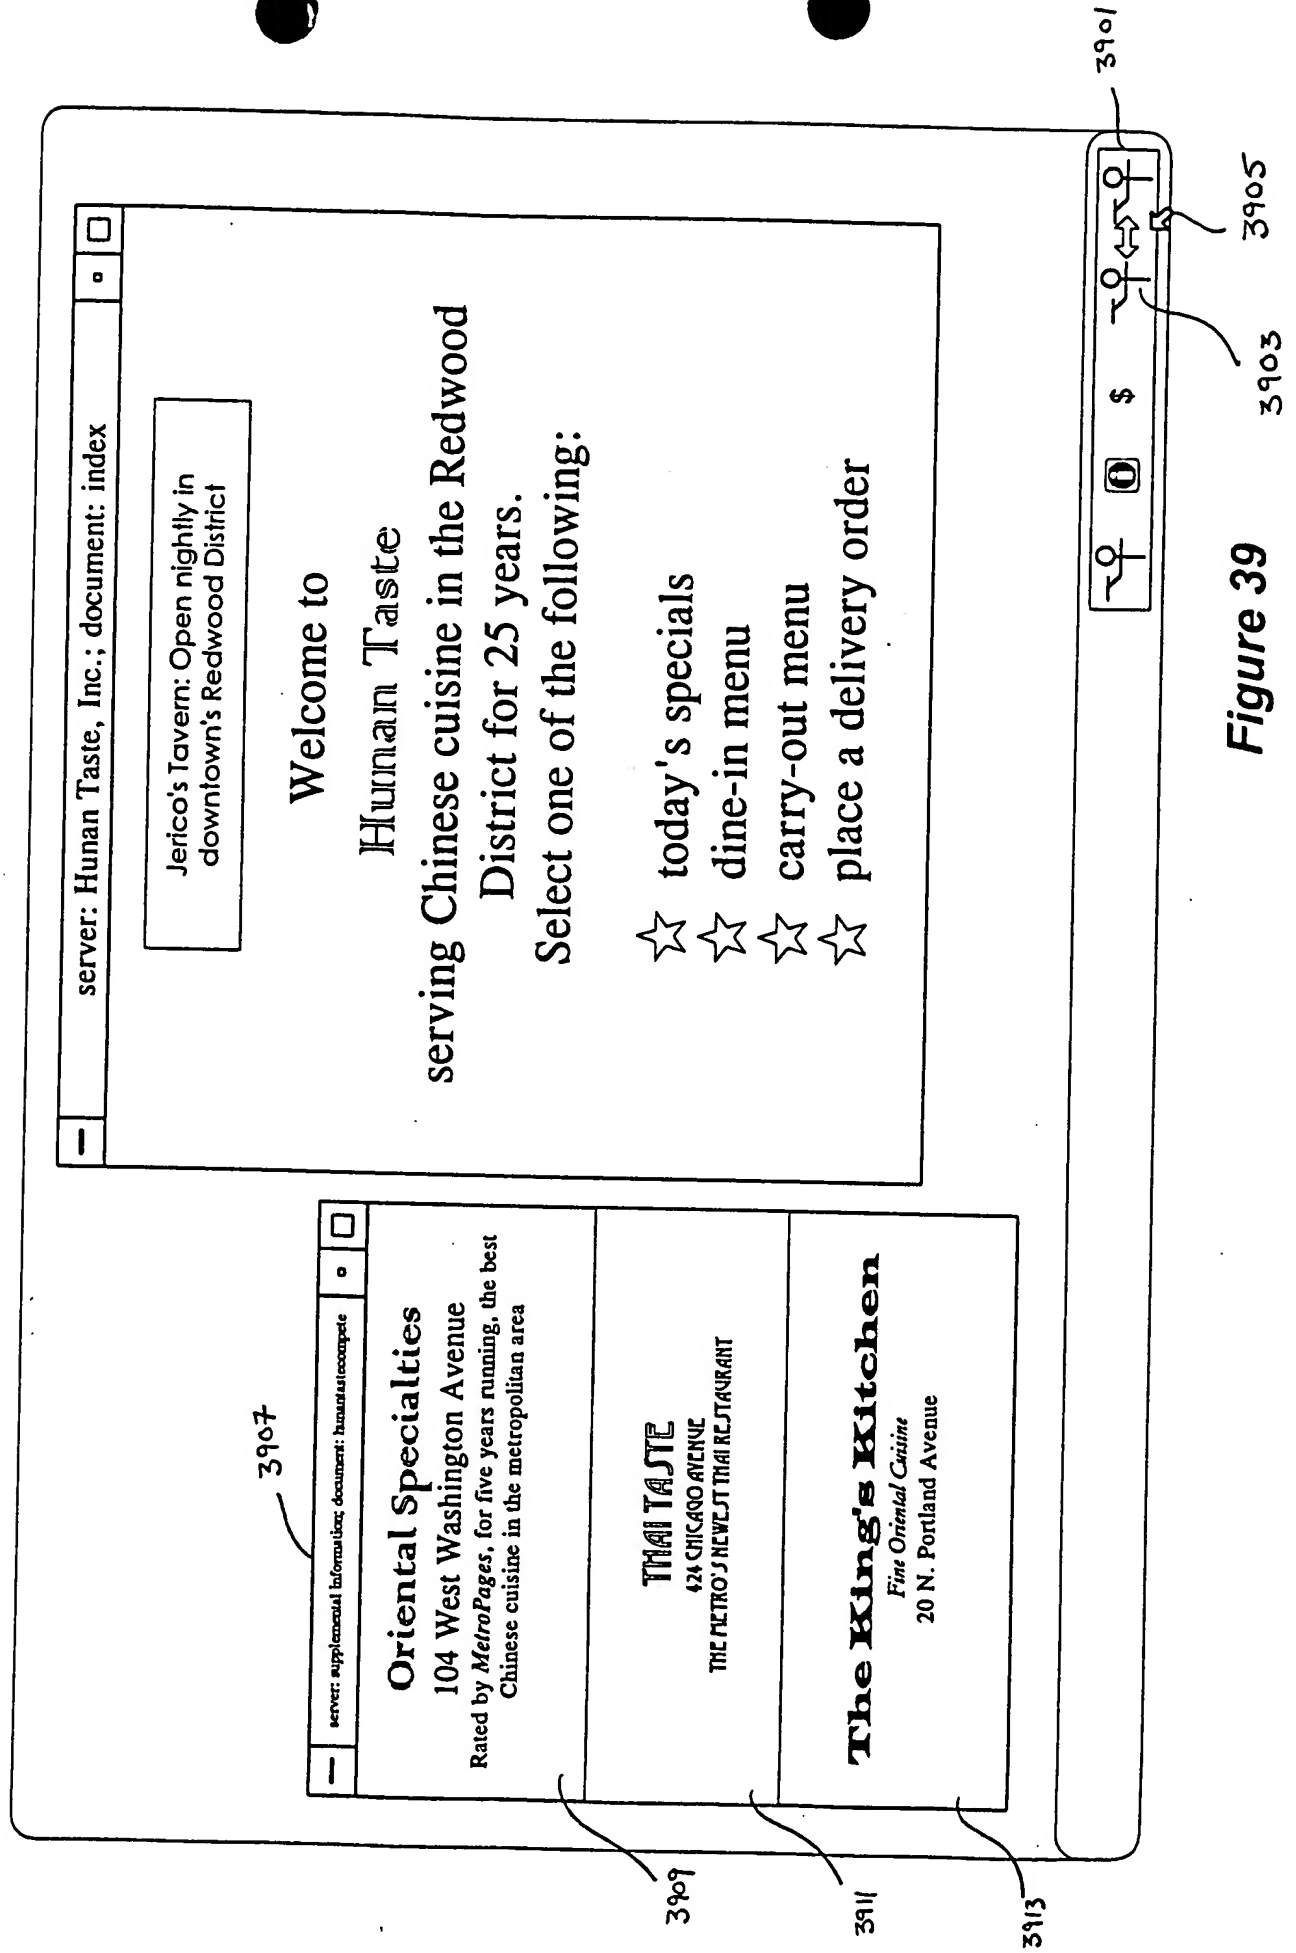 server: Hunan Taste, Inc.; document: index
Jerico's Tavern: Open nightly in
downtown's Redwood District
Welcome to
Hunan Taste
serving Chinese cuisine in the Redwood
District for 25 years.
Select one of the following:
☆ today's specials
☆ dine-in menu
☆ carry-out menu
☆ place a delivery order
3907
server: supplemental information; document: hunantastecompete
Oriental Specialties
104 West Washington Avenue
Rated by MetroPages, for five years running, the best
Chinese cuisine in the metropolitan area
THAI TASTE
424 CHICAGO AVENUE
THE METRO'S NEWEST THAI RESTAURANT
The King's Kitchen
Fine Oriental Cuisine
20 N. Portland Avenue
3909
3911
3913
i $
3901
3903
3905
Figure 39